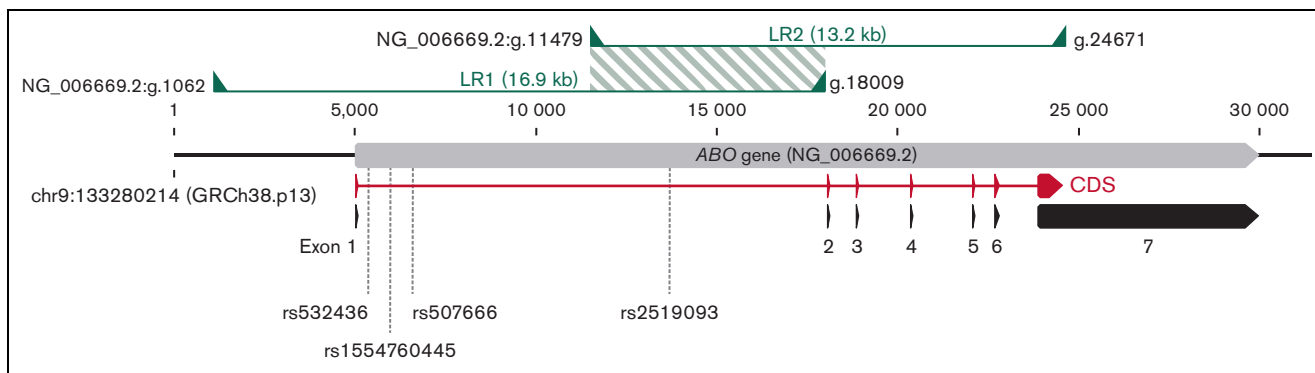 NG_006669.2:g.11479 LR2 (13.2 kb) g.24671
NG_006669.2:g.1062 LR1 (16.9 kb) g.18009
1 5,000 10 000 15 000 20 000 25 000 30 000
ABO gene (NG_006669.2)
chr9:133280214 (GRCh38.p13) CDS
Exon 1 2 3 4 5 6 7
rs532436 rs507666 rs2519093
rs1554760445